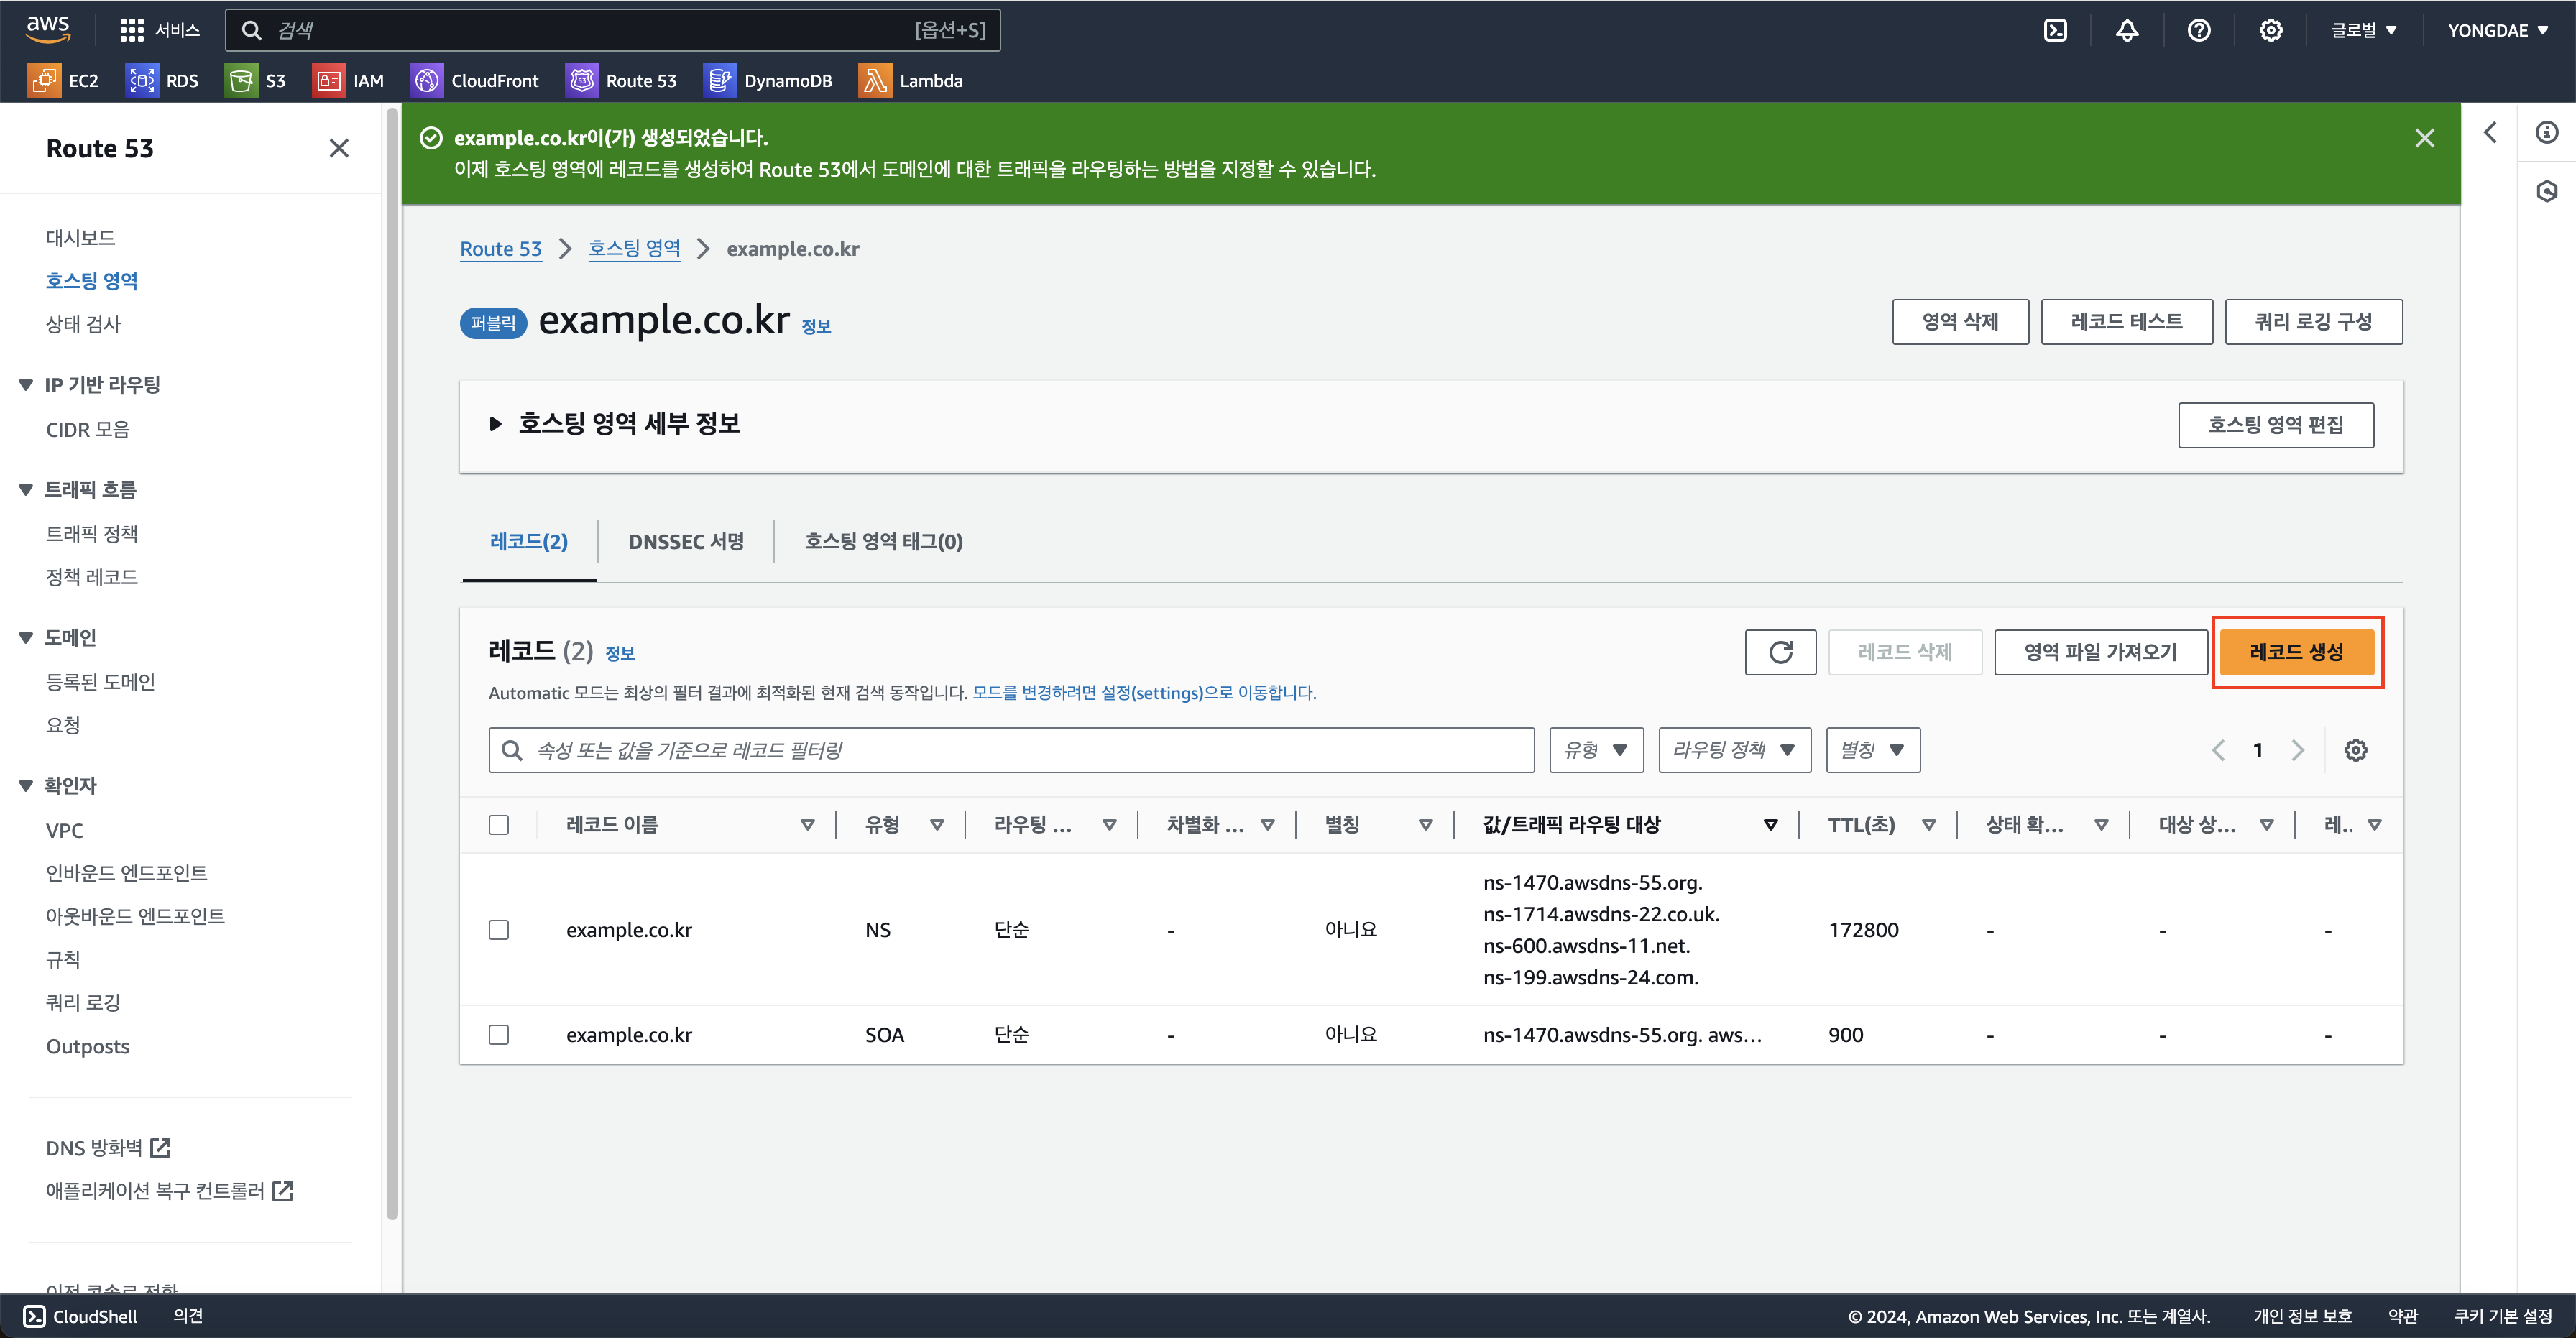 aws
서비스
검색
[옵션+S]
글로벌
YONGDAE
EC2
RDS
S3
IAM
CloudFront
Route 53
DynamoDB
Lambda
Route 53
대시보드
호스팅 영역
상태 검사
IP 기반 라우팅
CIDR 모음
트래픽 흐름
트래픽 정책
정책 레코드
도메인
등록된 도메인
요청
확인자
VPC
인바운드 엔드포인트
아웃바운드 엔드포인트
규칙
쿼리 로깅
Outposts
DNS 방화벽
애플리케이션 복구 컨트롤러
이전 콘솔로 전환
example.co.kr이(가) 생성되었습니다.
이제 호스팅 영역에 레코드를 생성하여 Route 53에서 도메인에 대한 트래픽을 라우팅하는 방법을 지정할 수 있습니다.
Route 53
호스팅 영역
example.co.kr
퍼블릭
example.co.kr
정보
영역 삭제
레코드 테스트
쿼리 로깅 구성
호스팅 영역 세부 정보
호스팅 영역 편집
레코드(2)
DNSSEC 서명
호스팅 영역 태그(0)
레코드 (2)
정보
레코드 삭제
영역 파일 가져오기
레코드 생성
Automatic 모드는 최상의 필터 결과에 최적화된 현재 검색 동작입니다. 모드를 변경하려면 설정(settings)으로 이동합니다.
속성 또는 값을 기준으로 레코드 필터링
유형
라우팅 정책
별칭
1
레코드 이름
유형
라우팅 ...
차별화 ...
별칭
값/트래픽 라우팅 대상
TTL(초)
상태 확...
대상 상...
레..
example.co.kr
NS
단순
-
아니요
ns-1470.awsdns-55.org.
ns-1714.awsdns-22.co.uk.
ns-600.awsdns-11.net.
ns-199.awsdns-24.com.
172800
-
-
-
example.co.kr
SOA
단순
-
아니요
ns-1470.awsdns-55.org. aws...
900
-
-
-
CloudShell
의견
© 2024, Amazon Web Services, Inc. 또는 계열사.
개인 정보 보호
약관
쿠키 기본 설정